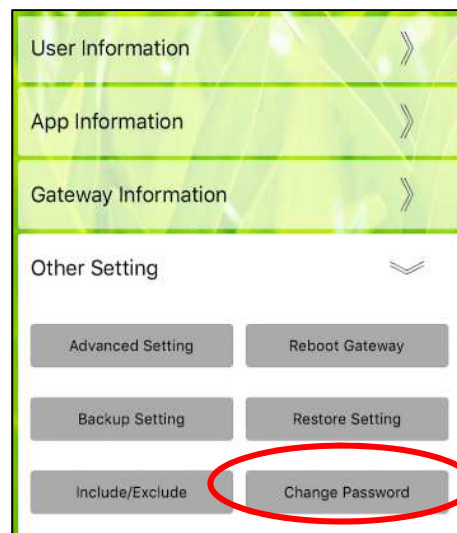 User Information
App Information
Gateway Information
Other Setting
Advanced Setting Reboot Gateway
Backup Setting Restore Setting
Include/Exclude Change Password